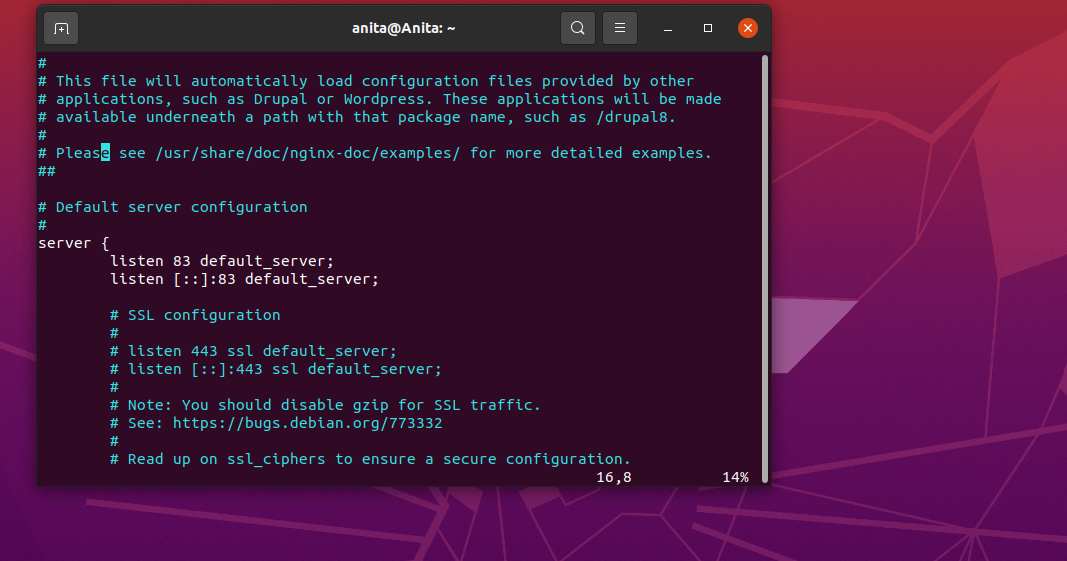 anita@Anita: ~
#
# This file will automatically load configuration files provided by other
# applications, such as Drupal or Wordpress. These applications will be made
# available underneath a path with that package name, such as /drupal8.
#
# Please see /usr/share/doc/nginx-doc/examples/ for more detailed examples.
##
# Default server configuration
#
server {
listen 83 default_server;
listen [::]:83 default_server;
# SSL configuration
#
# listen 443 ssl default_server;
# listen [::]:443 ssl default_server;
#
# Note: You should disable gzip for SSL traffic.
# See: https://bugs.debian.org/773332
#
# Read up on ssl_ciphers to ensure a secure configuration.
16,8 14%